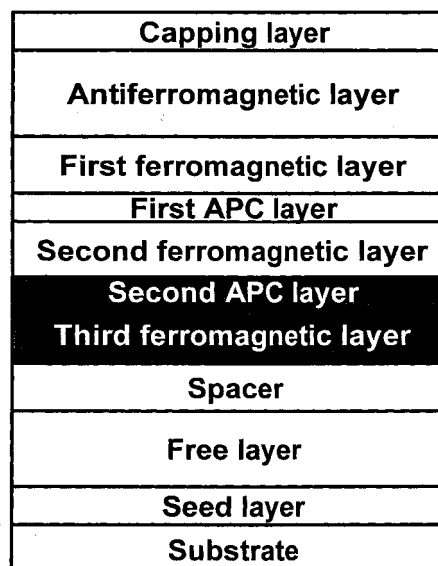 Capping layer
Antiferromagnetic layer
First ferromagnetic layer
First APC layer
Second ferromagnetic layer
Second APC layer
Third ferromagnetic layer
Spacer
Free layer
Seed layer
Substrate